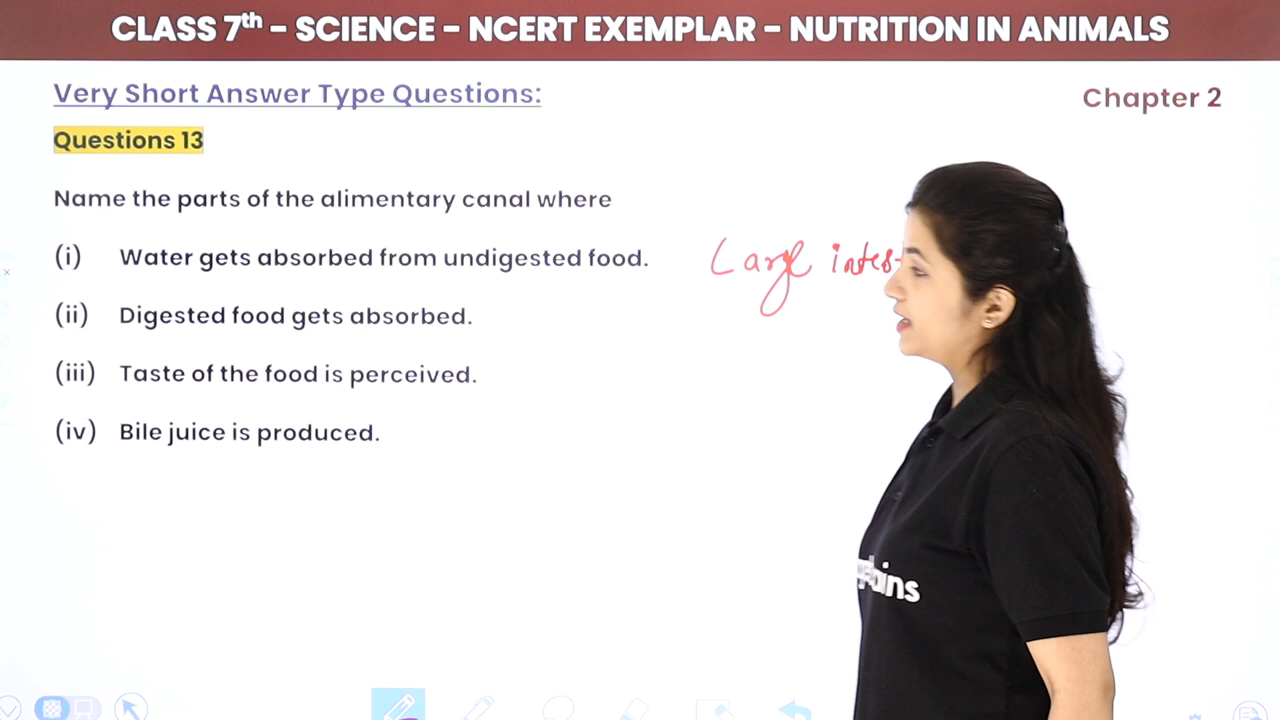 CLASS 7th – SCIENCE – NCERT EXEMPLAR – NUTRITION IN ANIMALS
Very Short Answer Type Questions:
Chapter 2
Questions 13
Name the parts of the alimentary canal where
(i) Water gets absorbed from undigested food. Large intes
(ii) Digested food gets absorbed.
(iii) Taste of the food is perceived.
(iv) Bile juice is produced.